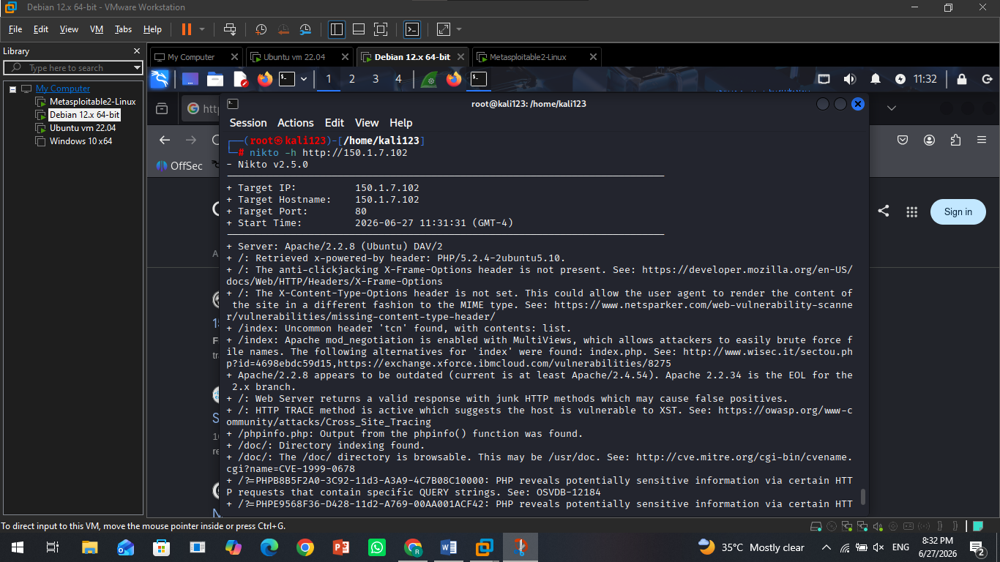 Debian 12.x 64-bit - VMware Workstation
File Edit View VM Tabs Help
Library
Type here to search
My Computer
Metasploitable2-Linux
Debian 12.x 64-bit
Ubuntu vm 22.04
Windows 10 x64
My Computer
Ubuntu vm 22.04
Debian 12.x 64-bit
Metasploitable2-Linux
1 2 3 4 11:32
root@kali123: /home/kali123
Session Actions Edit View Help
OffSec
Sign in
┌──(root㉿kali123)-[/home/kali123]
└─# nikto -h http://150.1.7.102
- Nikto v2.5.0
+ Target IP: 150.1.7.102
+ Target Hostname: 150.1.7.102
+ Target Port: 80
+ Start Time: 2026-06-27 11:31:31 (GMT-4)
+ Server: Apache/2.2.8 (Ubuntu) DAV/2
+ /: Retrieved x-powered-by header: PHP/5.2.4-2ubuntu5.10.
+ /: The anti-clickjacking X-Frame-Options header is not present. See: https://developer.mozilla.org/en-US/
docs/Web/HTTP/Headers/X-Frame-Options
+ /: The X-Content-Type-Options header is not set. This could allow the user agent to render the content of
the site in a different fashion to the MIME type. See: https://www.netsparker.com/web-vulnerability-scanne
r/vulnerabilities/missing-content-type-header/
+ /index: Uncommon header 'tcn' found, with contents: list.
+ /index: Apache mod_negotiation is enabled with MultiViews, which allows attackers to easily brute force f
ile names. The following alternatives for 'index' were found: index.php. See: http://www.wisec.it/sectou.ph
p?id=4698ebdc59d15,https://exchange.xforce.ibmcloud.com/vulnerabilities/8275
+ Apache/2.2.8 appears to be outdated (current is at least Apache/2.4.54). Apache 2.2.34 is the EOL for the
2.x branch.
+ /: Web Server returns a valid response with junk HTTP methods which may cause false positives.
+ /: HTTP TRACE method is active which suggests the host is vulnerable to XST. See: https://owasp.org/www-c
ommunity/attacks/Cross_Site_Tracing
+ /phpinfo.php: Output from the phpinfo() function was found.
+ /doc/: Directory indexing found.
+ /doc/: The /doc/ directory is browsable. This may be /usr/doc. See: http://cve.mitre.org/cgi-bin/cvename.
cgi?name=CVE-1999-0678
+ /?=PHPB8B5F2A0-3C92-11d3-A3A9-4C7B08C10000: PHP reveals potentially sensitive information via certain HTT
P requests that contain specific QUERY strings. See: OSVDB-12184
+ /?=PHPE9568F36-D428-11d2-A769-00AA001ACF42: PHP reveals potentially sensitive information via certain HTT
To direct input to this VM, move the mouse pointer inside or press Ctrl+G.
35°C Mostly clear
ENG
8:32 PM
6/27/2026
2